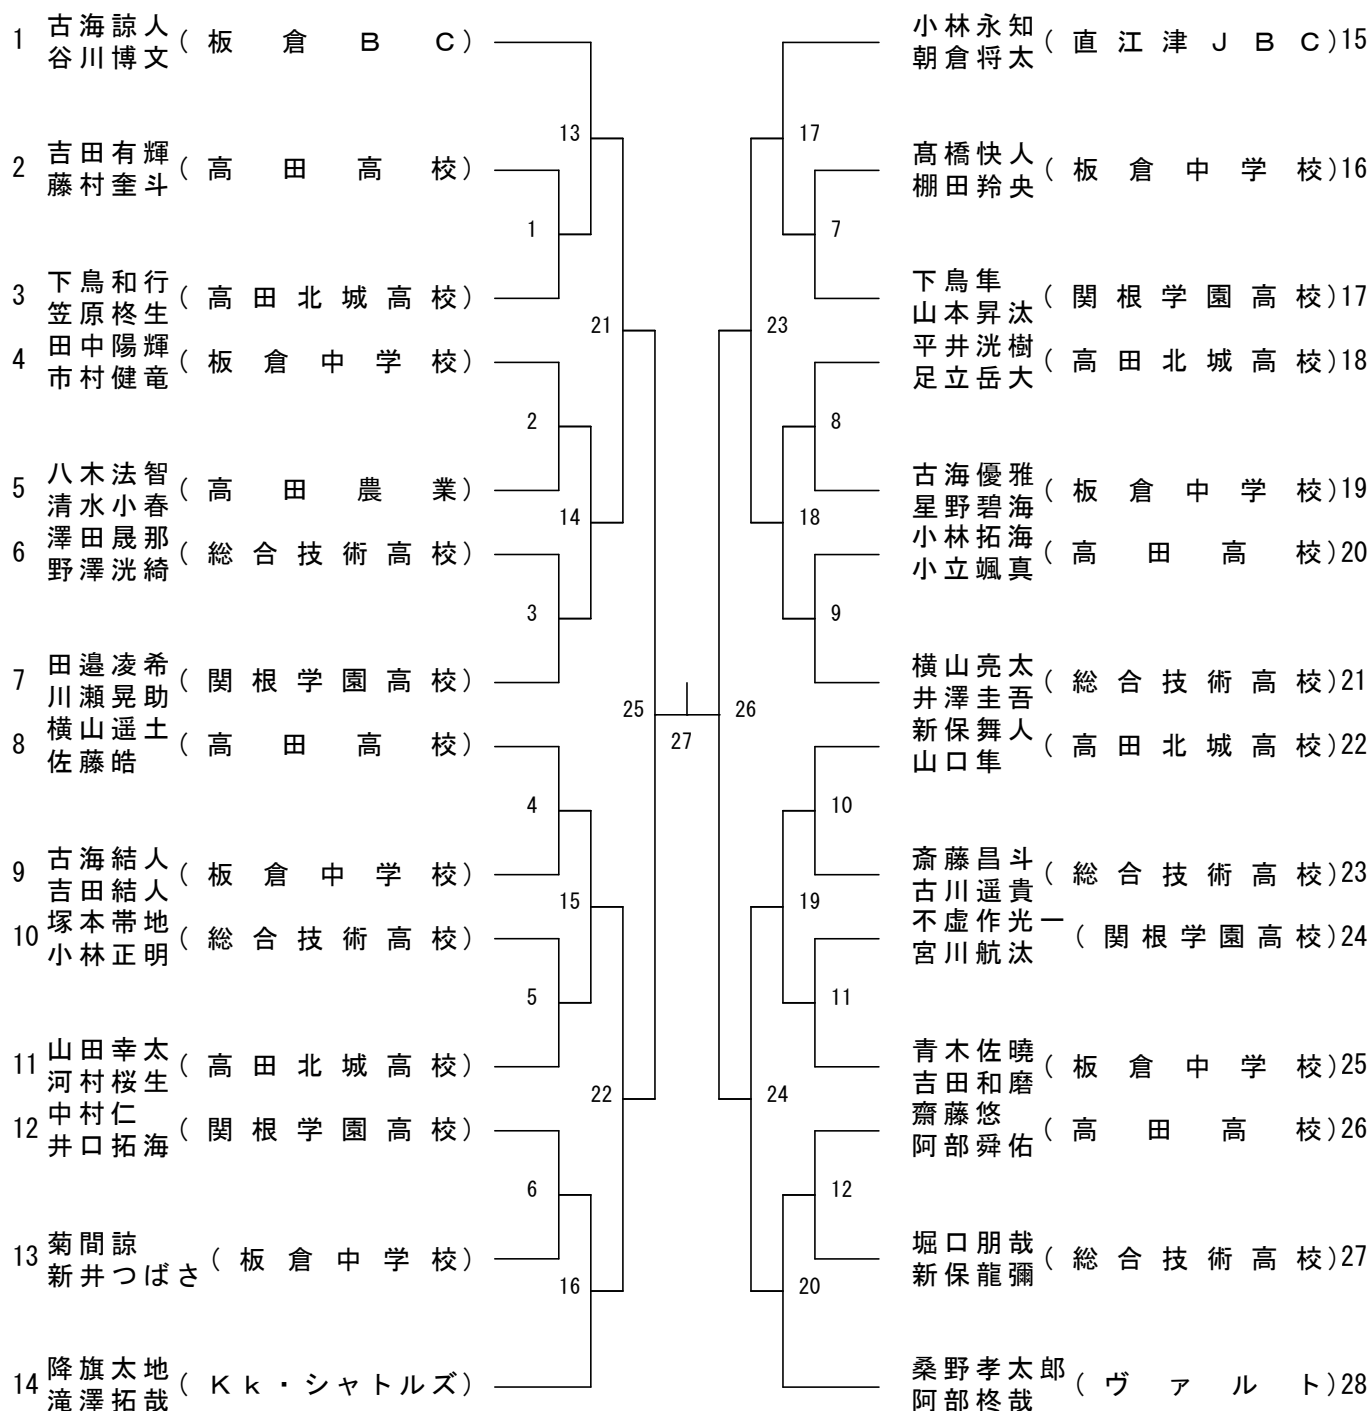 1 古海諒人 谷川博文 (板倉BC)
2 吉田有輝 藤村奎斗 (高田高校)
3 下鳥和行 笠原柊生 (高田北城高校)
4 田中陽輝 市村健竜 (板倉中学校)
5 八木法智 清水小春 (高田農業)
6 澤田晟那 野澤洸綺 (総合技術高校)
7 田邉凌希 川瀬晃助 (関根学園高校)
8 横山遥土 佐藤皓 (高田高校)
9 古海結人 吉田結人 (板倉中学校)
10 塚本帯地 小林正明 (総合技術高校)
11 山田幸太 河村桜生 (高田北城高校)
12 中村仁 井口拓海 (関根学園高校)
13 菊間諒 新井つばさ (板倉中学校)
14 降旗太地 滝澤拓哉 (Kk・シャトルズ)
13
1
21
2
14
3
25
4
15
5
22
6
16
27
17
7
23
8
18
9
26
10
19
11
24
12
20
小林永知 朝倉将太 (直江津JBC) 15
髙橋快人 棚田羚央 (板倉中学校) 16
下鳥隼 山本昇汰 (関根学園高校) 17
平井洸樹 足立岳大 (高田北城高校) 18
古海優雅 星野碧海 (板倉中学校) 19
小林拓海 小立颯真 (高田高校) 20
横山亮太 井澤圭吾 (総合技術高校) 21
新保舞人 山口隼 (高田北城高校) 22
斎藤昌斗 古川遥貴 (総合技術高校) 23
不虚作光一 宮川航汰 (関根学園高校) 24
青木佐曉 吉田和磨 (板倉中学校) 25
齋藤悠 阿部舜佑 (高田高校) 26
堀口朋哉 新保龍彌 (総合技術高校) 27
桑野孝太郎 阿部柊哉 (ヴァルト) 28